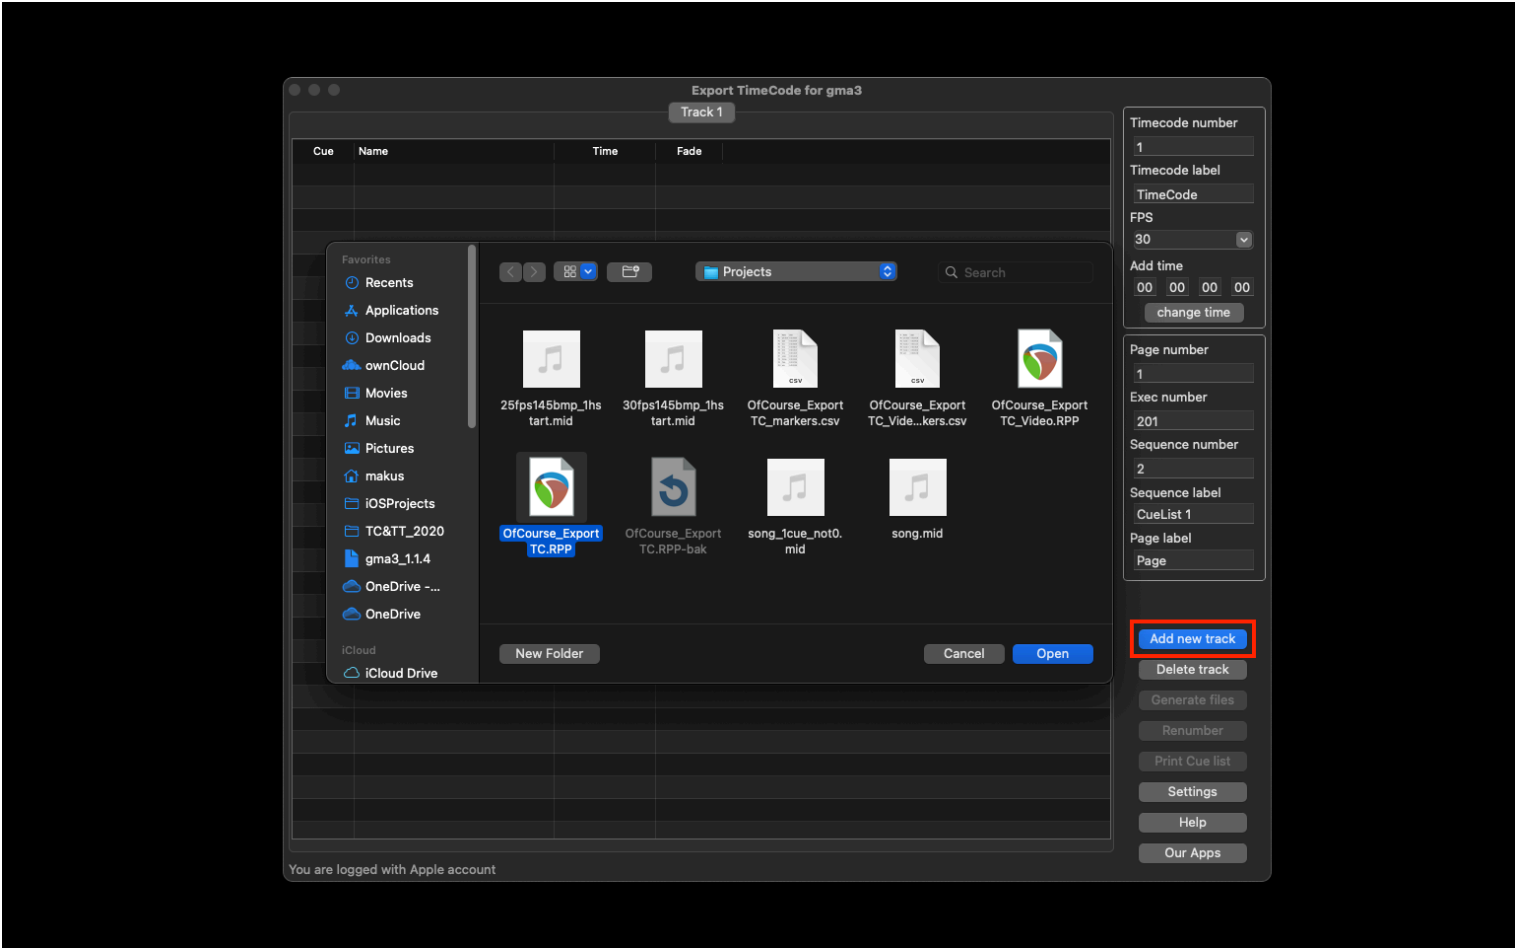 Export TimeCode for gma3
Track 1
Cue Name Time Fade
Timecode number
1
Timecode label
TimeCode
FPS
30
Add time
00 00 00 00
change time
Page number
1
Exec number
201
Sequence number
2
Sequence label
CueList 1
Page label
Page
Add new track
Delete track
Generate files
Renumber
Print Cue list
Settings
Help
Our Apps
Favorites
Recents
Applications
Downloads
ownCloud
Movies
Music
Pictures
makus
iOSProjects
TC&TT_2020
gma3_1.1.4
OneDrive -...
OneDrive
iCloud
iCloud Drive
Projects
Search
25fps145bmp_1hs
tart.mid
30fps145bmp_1hs
tart.mid
CSV
OfCourse_Export
TC_markers.csv
CSV
OfCourse_Export
TC_Vide...kers.csv
OfCourse_Export
TC_Video.RPP
OfCourse_Export
TC.RPP
OfCourse_Export
TC.RPP-bak
song_1cue_not0.
mid
song.mid
New Folder
Cancel
Open
You are logged with Apple account